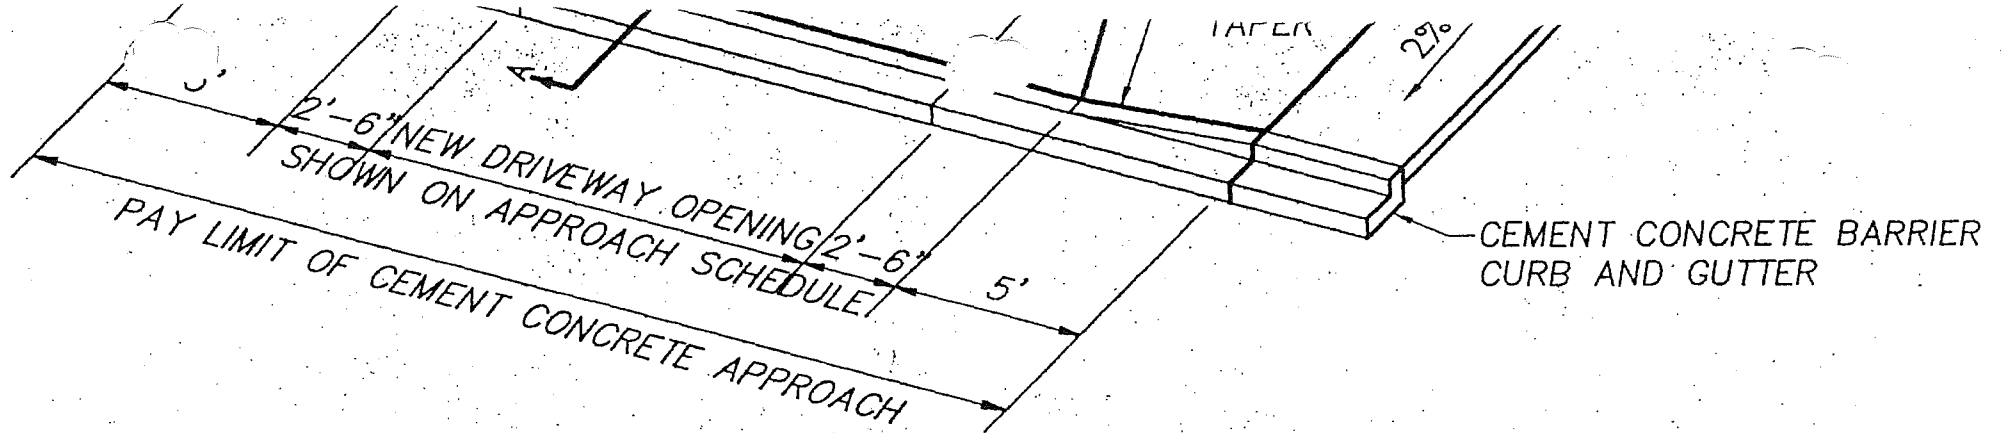 TAPER
2%
A
2'-6"
NEW DRIVEWAY OPENING
SHOWN ON APPROACH SCHEDULE
2'-6"
5'
PAY LIMIT OF CEMENT CONCRETE APPROACH
CEMENT CONCRETE BARRIER
CURB AND GUTTER